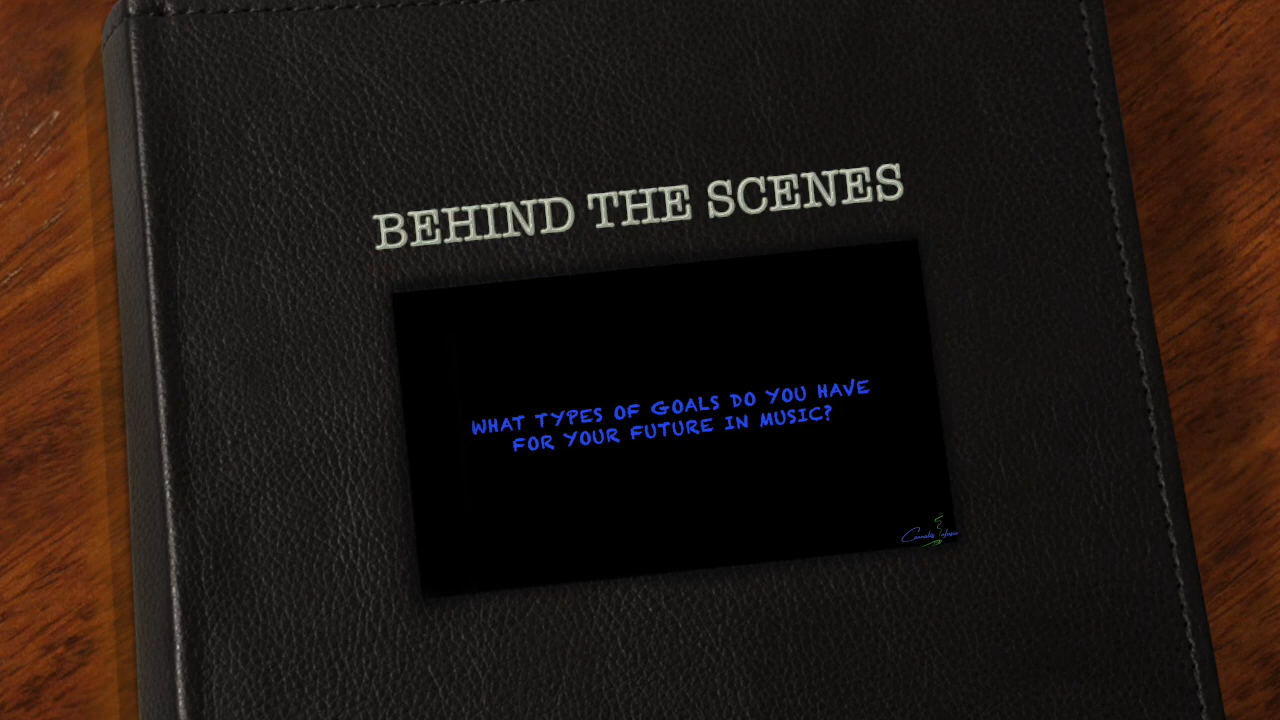 BEHIND THE SCENES
WHAT TYPES OF GOALS DO YOU HAVE
FOR YOUR FUTURE IN MUSIC?